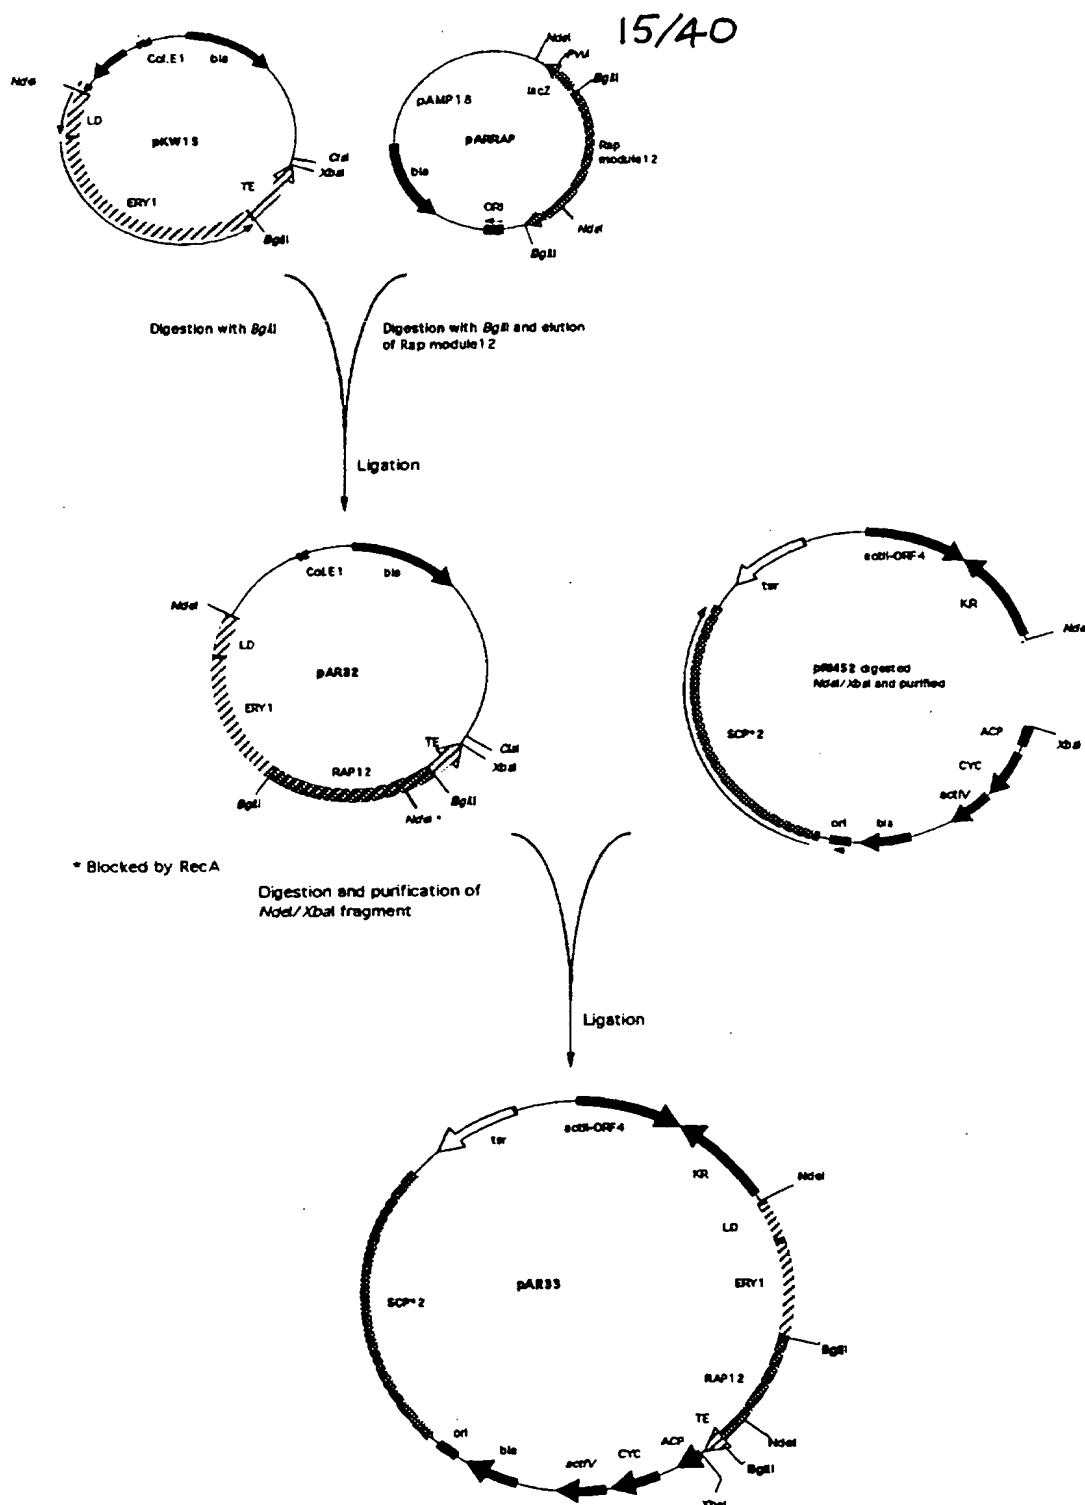 15/40
NdeI
Col.E1
bla
LD
pKW15
ERY1
TE
ClaI
XbaI
BglII
NdeI
PvuI
BglII
lacZ
pAMP18
pARRAP
Rap
module12
bla
ORI
NdeI
BglII
Digestion with BglII
Digestion with BglII and elution
of Rap module12
Ligation
Col.E1
bla
NdeI
LD
pAR32
ERY1
TE
ClaI
XbaI
RAP12
BglII
BglII
NdeI *
tsr
actII-ORF4
KR
NdeI
pRM52 digested
NdeI/XbaI and purified
SCP*2
ACP
XbaI
CYC
actIV
ori
bla
* Blocked by RecA
Digestion and purification of
NdeI/XbaI fragment
Ligation
tsr
actII-ORF4
KR
NdeI
LD
pAR33
ERY1
SCP*2
BglII
RAP12
TE
NdeI
ori
bla
actIV
CYC
ACP
BglII
XbaI